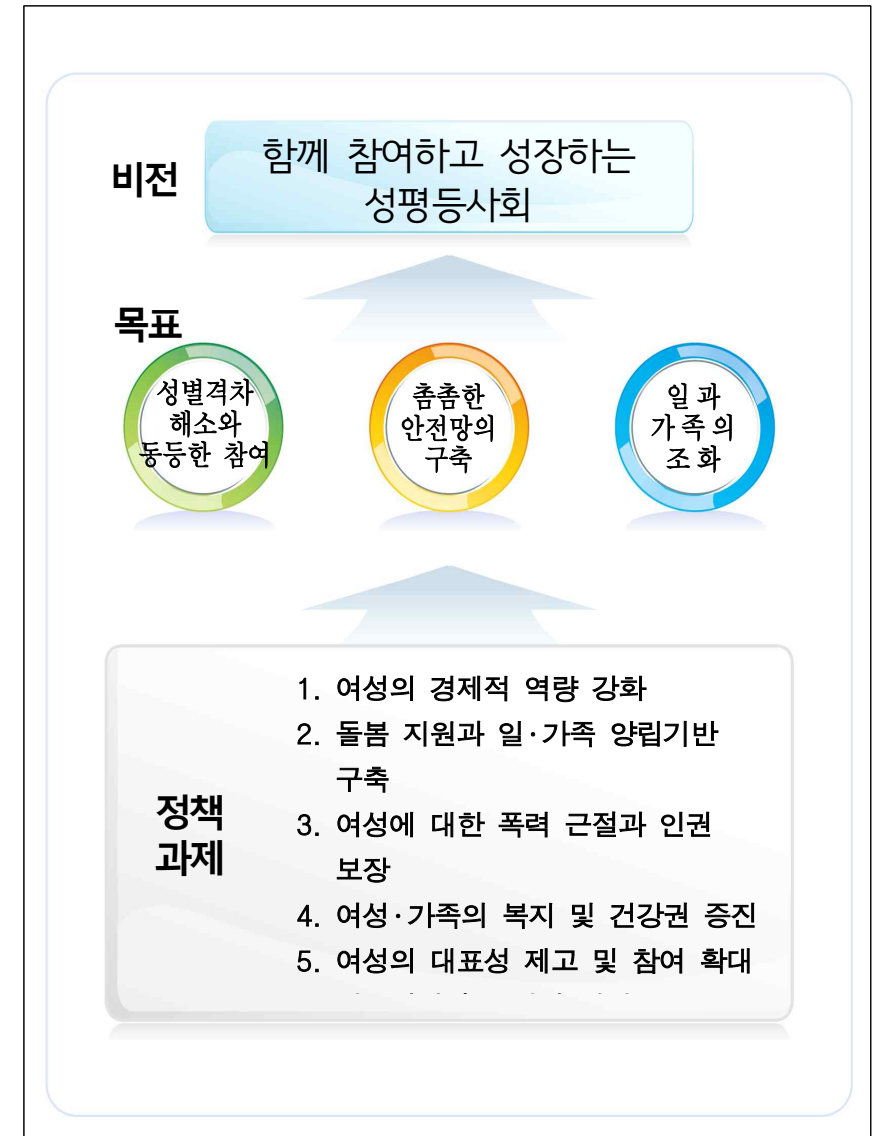 비전
함께 참여하고 성장하는
성평등사회
목표
성별격차
해소와
동등한 참여
촘촘한
안전망의
구축
일과
가족의
조화
정책
과제
1. 여성의 경제적 역량 강화
2. 돌봄 지원과 일·가족 양립기반
구축
3. 여성에 대한 폭력 근절과 인권
보장
4. 여성·가족의 복지 및 건강권 증진
5. 여성의 대표성 제고 및 참여 확대